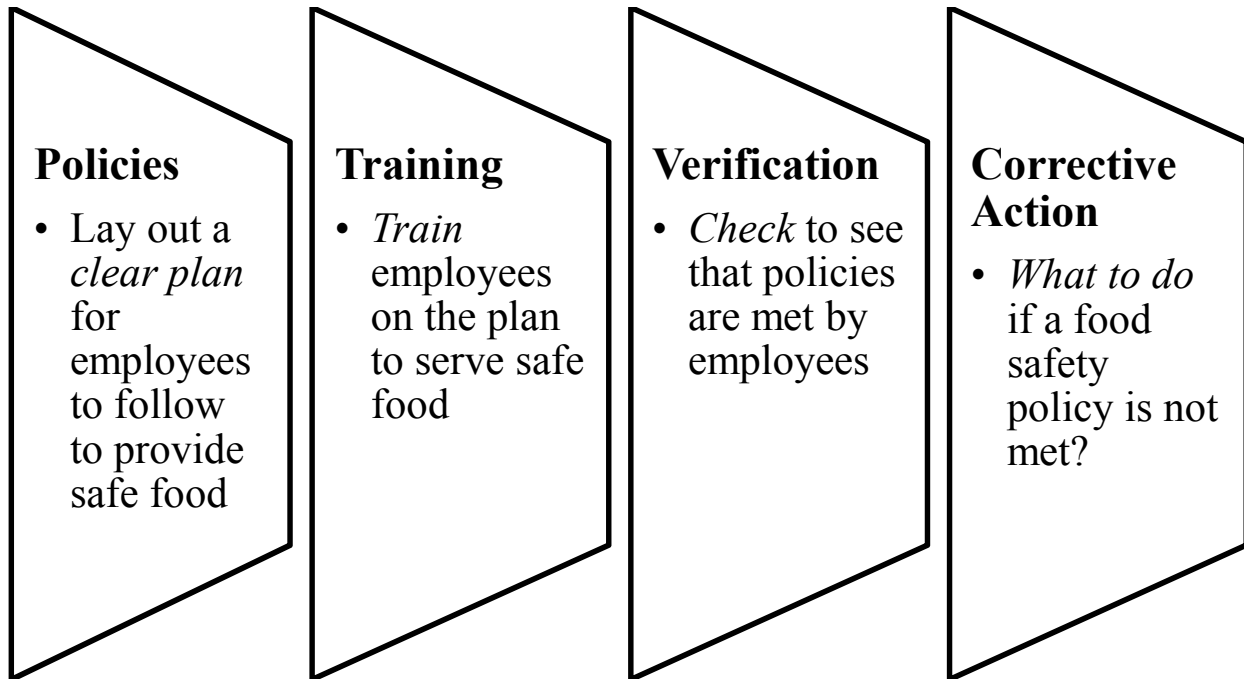 Policies
• Lay out a
clear plan
for
employees
to follow
to provide
safe food
Training
• Train
employees
on the plan
to serve safe
food
Verification
• Check to see
that policies
are met by
employees
Corrective
Action
• What to do
if a food
safety
policy is not
met?